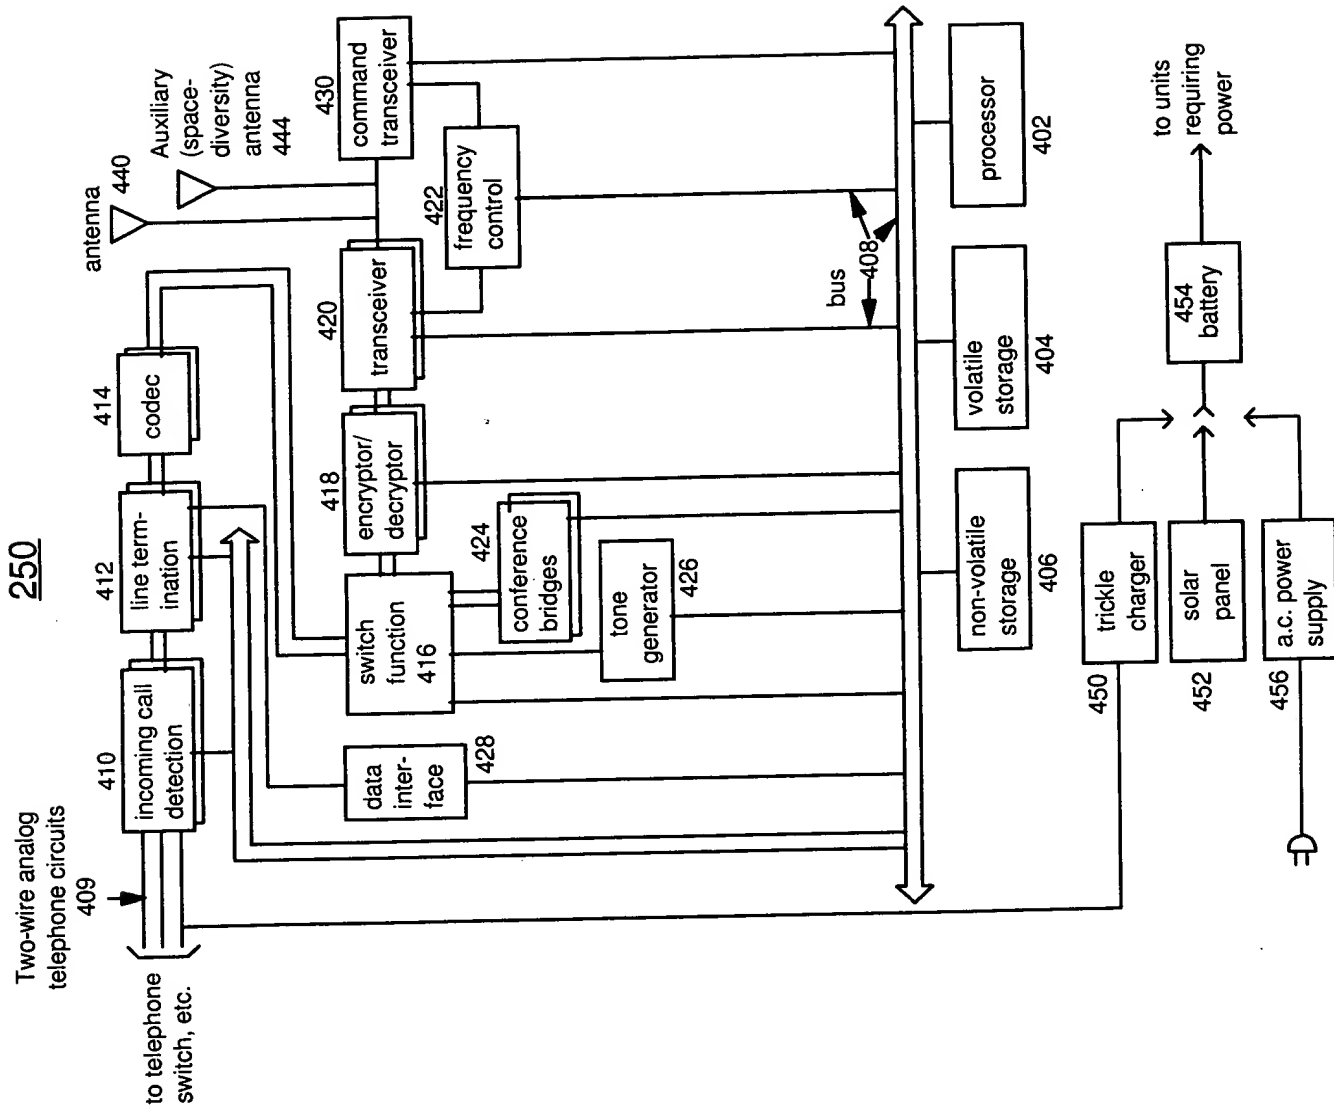 250
Two-wire analog
telephone circuits
409
to telephone
switch, etc.
410
incoming call
detection
412
line term-
ination
414
codec
antenna
440
Auxiliary
(space-
diversity)
antenna
444
data
inter-
face
428
switch
function
416
418
encryptor/
decryptor
420
transceiver
430
command
transceiver
422
frequency
control
424
conference
bridges
tone
generator
426
bus
408
non-volatile
storage
406
volatile
storage
404
processor
402
450
trickle
charger
452
solar
panel
456
a.c. power
supply
454
battery
to units
requiring
power